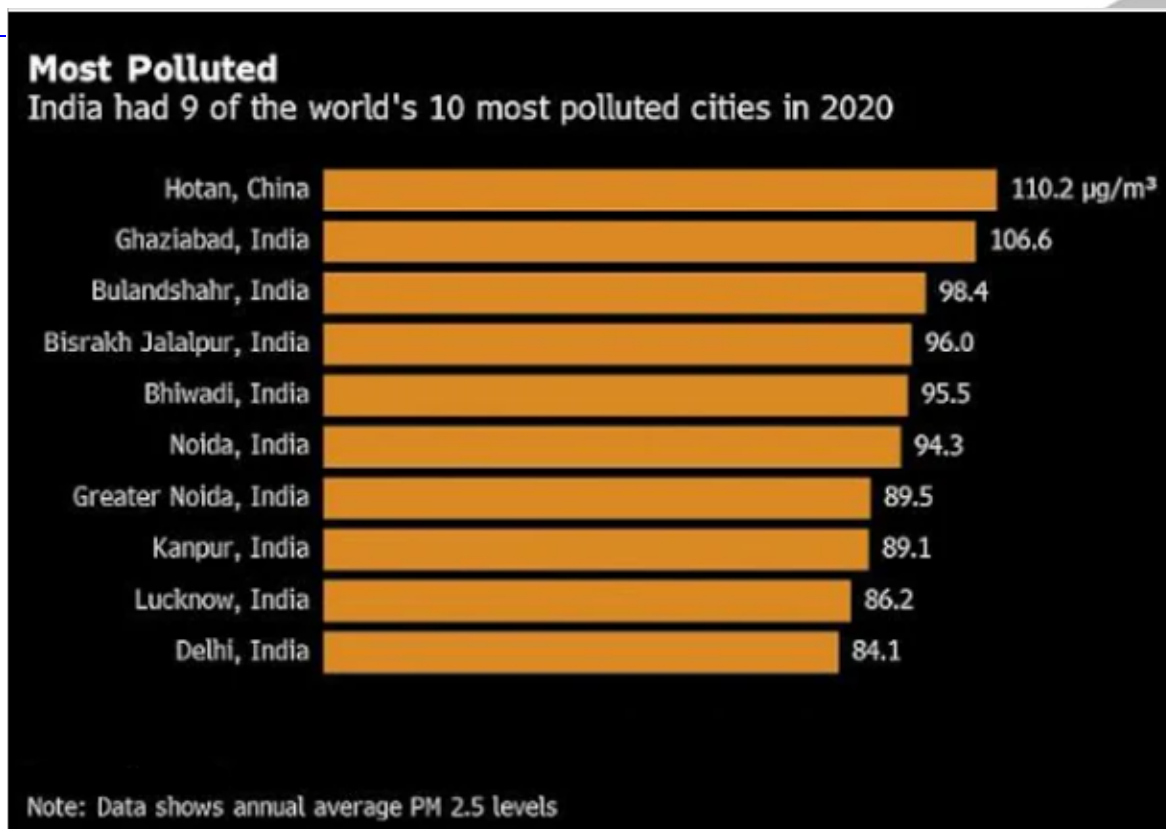 Most Polluted
India had 9 of the world's 10 most polluted cities in 2020
Hotan, China 110.2 µg/m³
Ghaziabad, India 106.6
Bulandshahr, India 98.4
Bisrakh Jalalpur, India 96.0
Bhiwadi, India 95.5
Noida, India 94.3
Greater Noida, India 89.5
Kanpur, India 89.1
Lucknow, India 86.2
Delhi, India 84.1
Note: Data shows annual average PM 2.5 levels